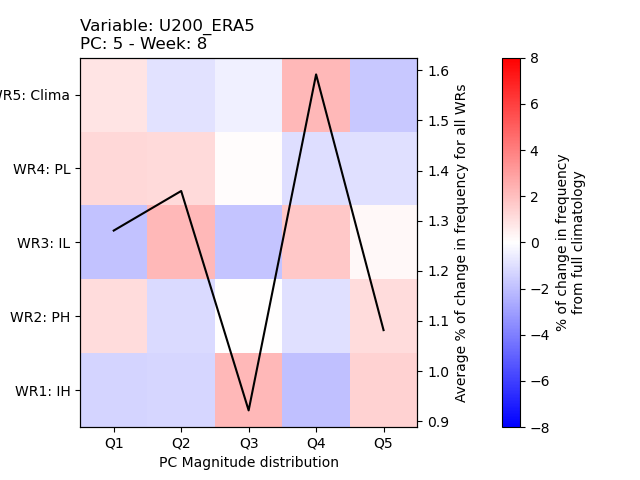 Variable: U200_ERA5
PC: 5 - Week: 8
WR5: Clima
WR4: PL
WR3: IL
WR2: PH
WR1: IH
Q1 Q2 Q3 Q4 Q5
PC Magnitude distribution
1.6
1.5
1.4
1.3
1.2
1.1
1.0
0.9
Average % of change in frequency for all WRs
8
6
4
2
0
−2
−4
−6
−8
% of change in frequency
from full climatology